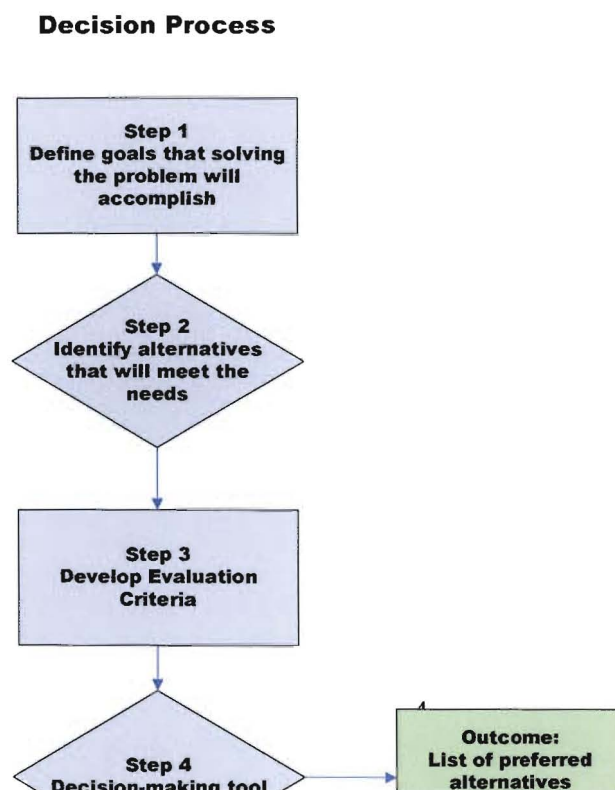 Decision Process
Step 1
Define goals that solving
the problem will
accomplish
Step 2
Identify alternatives
that will meet the
needs
Step 3
Develop Evaluation
Criteria
Step 4
Decision-making tool
Outcome:
List of preferred
alternatives